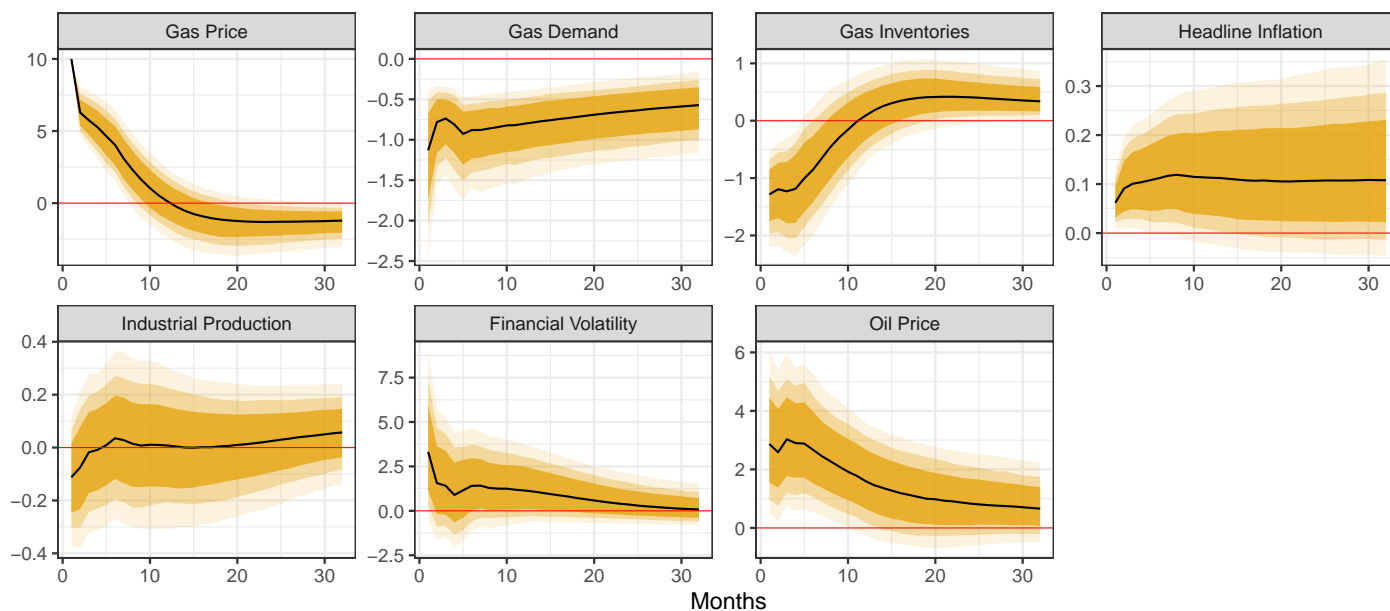 Gas Price
Gas Demand
Gas Inventories
Headline Inflation
10
5
0
0 10 20 30
0.0
−0.5
−1.0
−1.5
−2.0
−2.5
0 10 20 30
1
0
−1
−2
0 10 20 30
0.3
0.2
0.1
0.0
0 10 20 30
Industrial Production
Financial Volatility
Oil Price
0.4
0.2
0.0
−0.2
−0.4
0 10 20 30
7.5
5.0
2.5
0.0
−2.5
0 10 20 30
6
4
2
0
0 10 20 30
Months